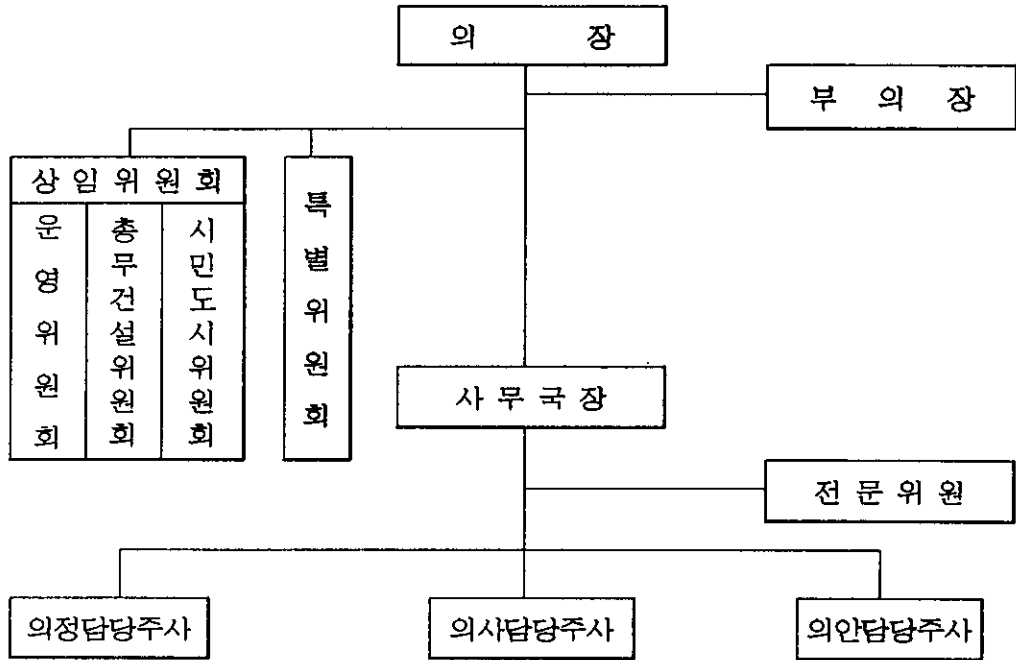 의 장
부 의 장
상 임 위 원 회
운영위원회
총무건설위원회
시민도시위원회
특별위원회
사 무 국 장
전 문 위 원
의정담당주사
의사담당주사
의안담당주사